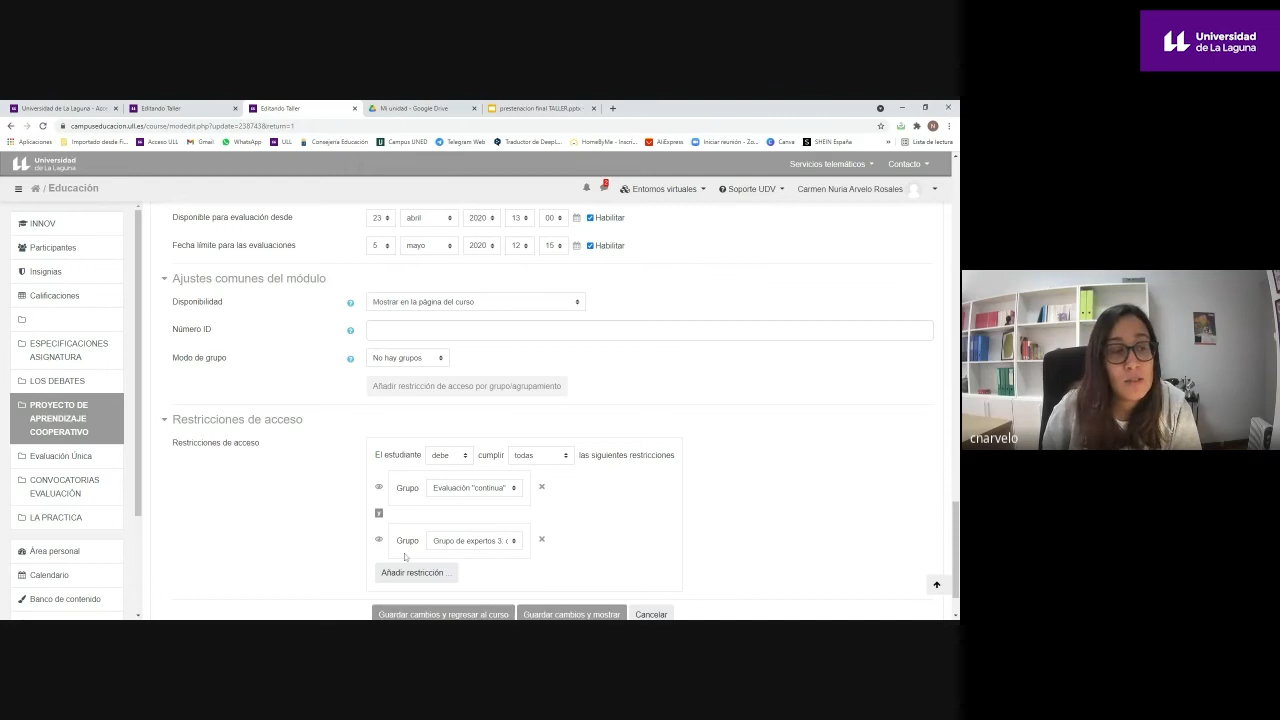 Universidad
de La Laguna
Universidad de La Laguna - Acc
Editando Taller
Editando Taller
Mi unidad - Google Drive
prestenacion final TALLER.pptx -
campuseducacion.ull.es/course/modedit.php?update=238743&return=1
Aplicaciones
Importado desde Fi...
Acceso ULL
Gmail
WhatsApp
ULL
Consejería Educación
Campus UNED
Telegram Web
Traductor de DeepL...
HomeByMe - Inscri...
AliExpress
Iniciar reunión - Zo...
Canva
SHEIN España
Lista de lectura
Universidad
de La Laguna
Servicios telemáticos
Contacto
/ Educación
Entornos virtuales
Soporte UDV
Carmen Nuria Arvelo Rosales
INNOV
Participantes
Insignias
Calificaciones
ESPECIFICACIONES
ASIGNATURA
LOS DEBATES
PROYECTO DE
APRENDIZAJE
COOPERATIVO
Evaluación Única
CONVOCATORIAS
EVALUACIÓN
LA PRACTICA
Área personal
Calendario
Banco de contenido
Disponible para evaluación desde
23 abril 2020 13 00 Habilitar
Fecha límite para las evaluaciones
5 mayo 2020 12 15 Habilitar
Ajustes comunes del módulo
Disponibilidad
Mostrar en la página del curso
Número ID
Modo de grupo
No hay grupos
Añadir restricción de acceso por grupo/agrupamiento
Restricciones de acceso
Restricciones de acceso
El estudiante debe cumplir todas las siguientes restricciones
Grupo Evaluación "continua"
y
Grupo Grupo de expertos 3: c
Añadir restricción ...
Guardar cambios y regresar al curso
Guardar cambios y mostrar
Cancelar
cnarvelo